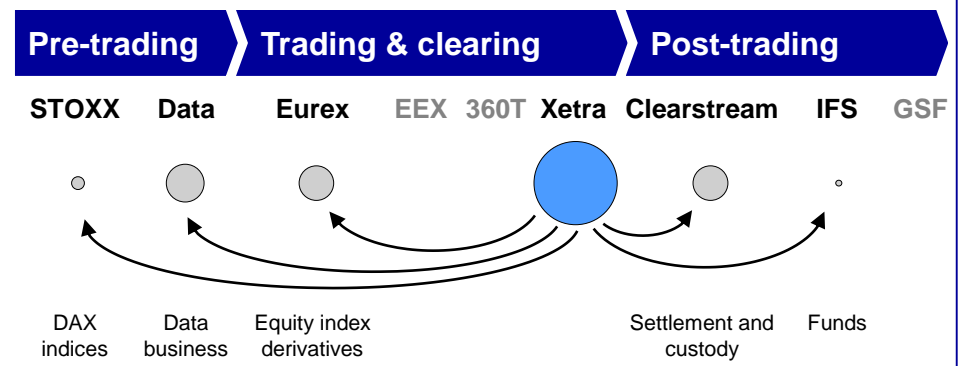 Pre-trading Trading & clearing Post-trading
STOXX Data Eurex EEX 360T Xetra Clearstream IFS GSF
DAX indices
Data business
Equity index derivatives
Settlement and custody
Funds